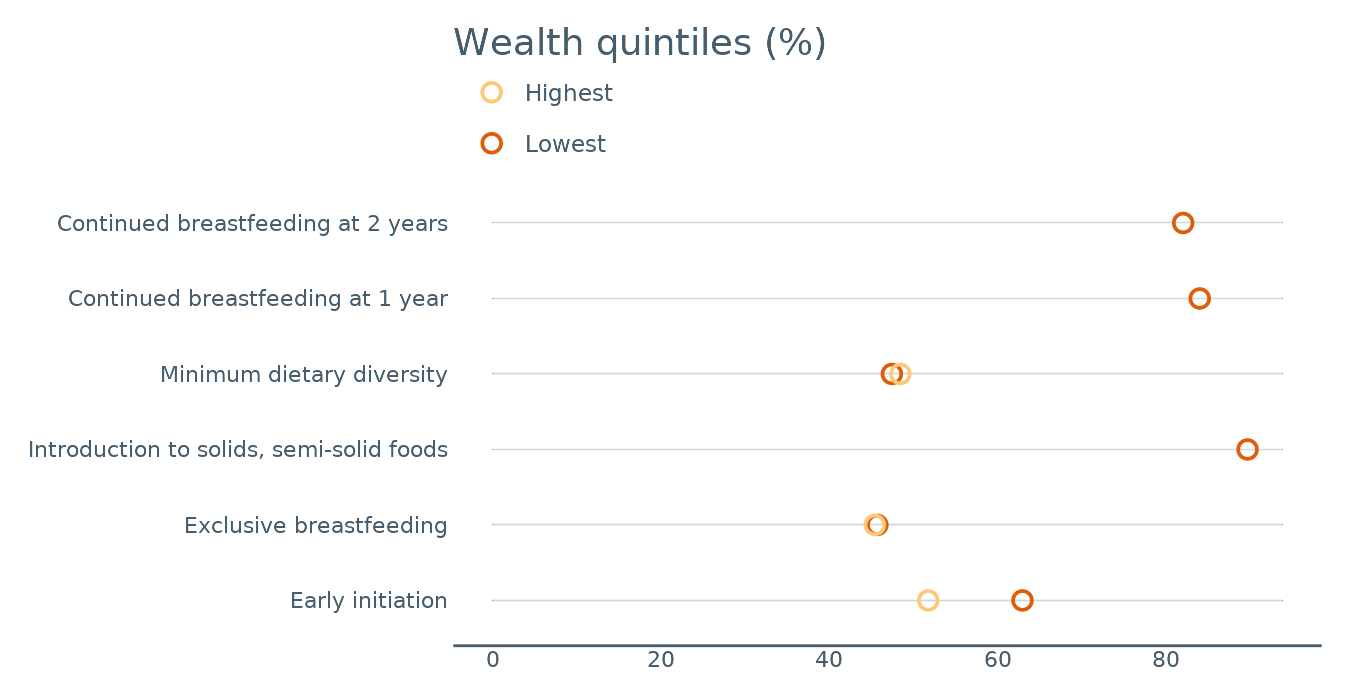 Wealth quintiles (%)
Highest
Lowest
Continued breastfeeding at 2 years
Continued breastfeeding at 1 year
Minimum dietary diversity
Introduction to solids, semi-solid foods
Exclusive breastfeeding
Early initiation
0 20 40 60 80